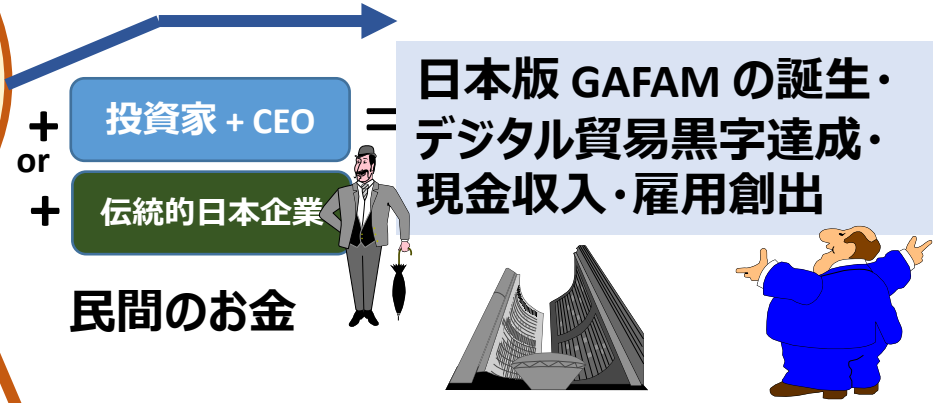 +
投資家 + CEO
=
or
+
伝統的日本企業
民間のお金
日本版 GAFAM の誕生・
デジタル貿易黒字達成・
現金収入・雇用創出